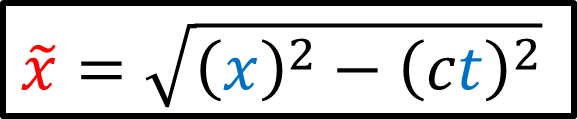 x̃ = √((x)² − (ct)²)